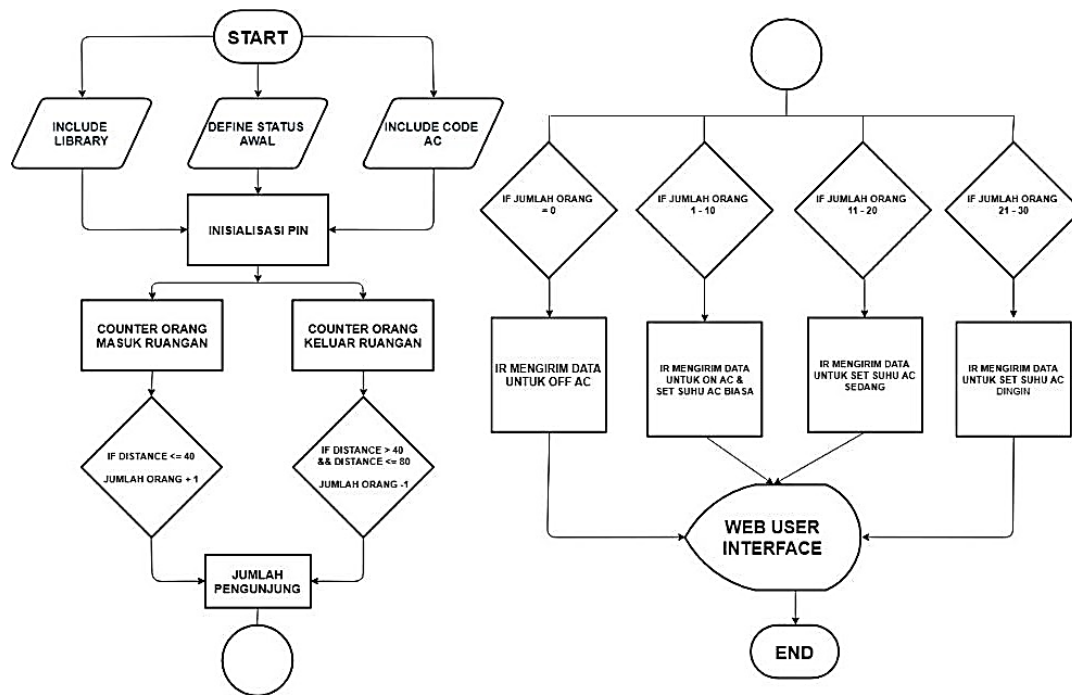 START
INCLUDE
LIBRARY
DEFINE STATUS
AWAL
INCLUDE CODE
AC
INISIALISASI PIN
COUNTER ORANG
MASUK RUANGAN
COUNTER ORANG
KELUAR RUANGAN
IF DISTANCE <= 40
JUMLAH ORANG + 1
IF DISTANCE > 40
&& DISTANCE <= 80
JUMLAH ORANG -1
JUMLAH
PENGUNJUNG
IF JUMLAH ORANG
= 0
IF JUMLAH ORANG
1 - 10
IF JUMLAH ORANG
11 - 20
IF JUMLAH ORANG
21 - 30
IR MENGIRIM DATA
UNTUK OFF AC
IR MENGIRIM DATA
UNTUK ON AC &
SET SUHU AC BIASA
IR MENGIRIM DATA
UNTUK SET SUHU AC
SEDANG
IR MENGIRIM DATA
UNTUK SET SUHU AC
DINGIN
WEB USER
INTERFACE
END